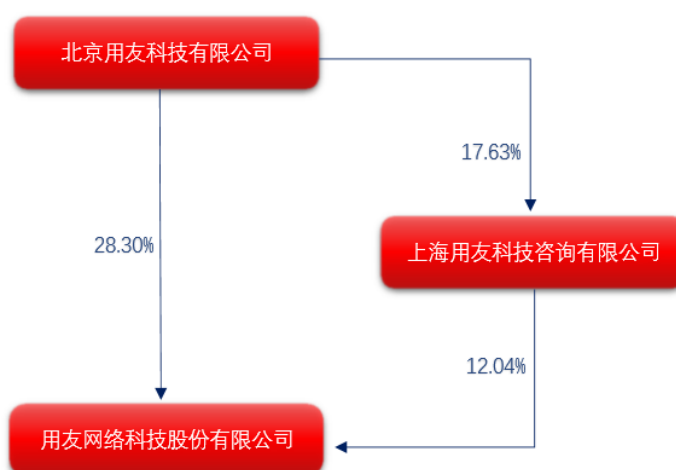 北京用友科技有限公司
17.63%
28.30%
上海用友科技咨询有限公司
12.04%
用友网络科技股份有限公司